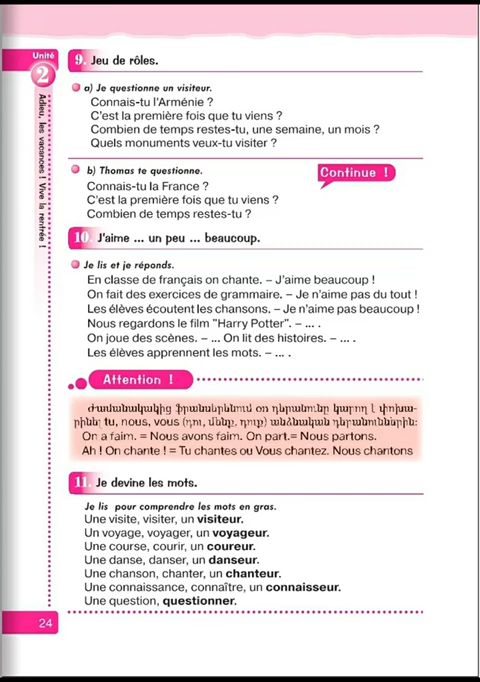 Unité
2
Adieu, les vacances ! Vive la rentrée !
9. Jeu de rôles.
a) Je questionne un visiteur.
Connais-tu l'Arménie ?
C'est la première fois que tu viens ?
Combien de temps restes-tu, une semaine, un mois ?
Quels monuments veux-tu visiter ?
b) Thomas te questionne.
Continue !
Connais-tu la France ?
C'est la première fois que tu viens ?
Combien de temps restes-tu ?
10. J'aime ... un peu ... beaucoup.
Je lis et je réponds.
En classe de français on chante. – J'aime beaucoup !
On fait des exercices de grammaire. – Je n'aime pas du tout !
Les élèves écoutent les chansons. – Je n'aime pas beaucoup !
Nous regardons le film "Harry Potter". – ... .
On joue des scènes. – ... On lit des histoires. – ... .
Les élèves apprennent les mots. – ... .
Attention !
Ժամանակակից ֆրանսերենում on դերանունը կարող է փոխա-
րինել tu, nous, vous (դու, մենք, դուք) անձնական դերանուններին:
On a faim. = Nous avons faim. On part.= Nous partons.
Ah ! On chante ! = Tu chantes ou Vous chantez. Nous chantons
11. Je devine les mots.
Je lis pour comprendre les mots en gras.
Une visite, visiter, un visiteur.
Un voyage, voyager, un voyageur.
Une course, courir, un coureur.
Une danse, danser, un danseur.
Une chanson, chanter, un chanteur.
Une connaissance, connaître, un connaisseur.
Une question, questionner.
24